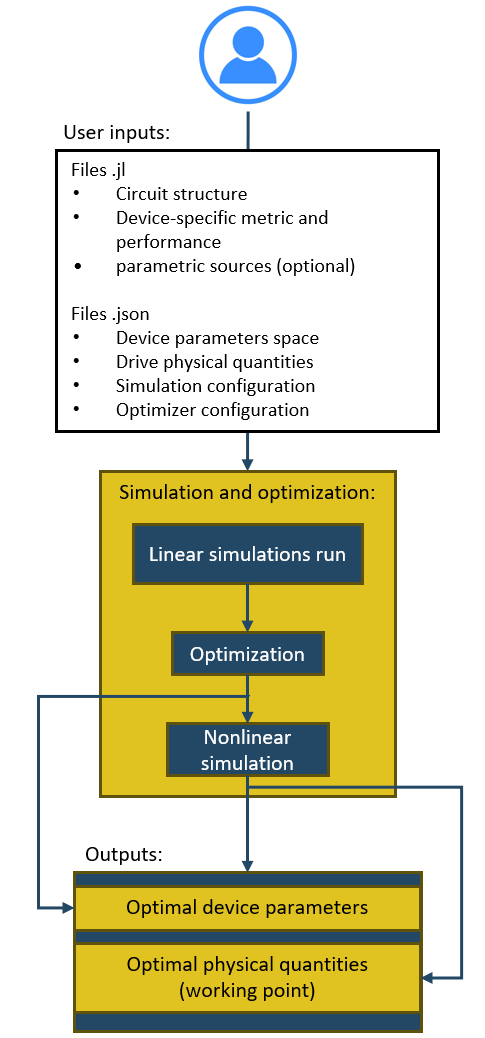 User inputs:
Files .jl
• Circuit structure
• Device-specific metric and
performance
• parametric sources (optional)
Files .json
• Device parameters space
• Drive physical quantities
• Simulation configuration
• Optimizer configuration
Simulation and optimization:
Linear simulations run
Optimization
Nonlinear
simulation
Outputs:
Optimal device parameters
Optimal physical quantities
(working point)